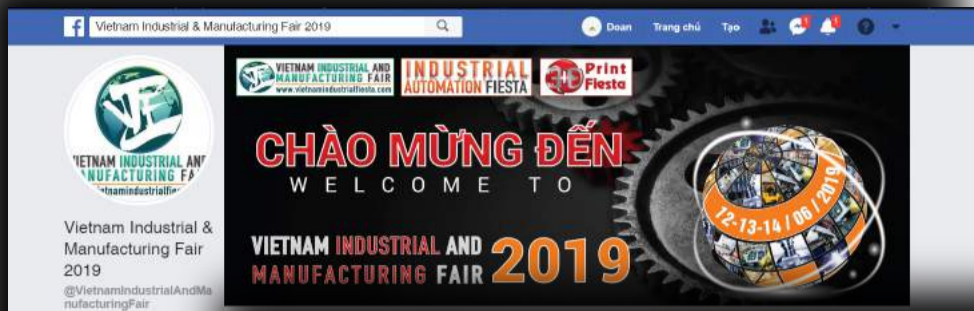 Vietnam Industrial & Manufacturing Fair 2019
Doan Trang chủ Tạo
1 1
VIETNAM INDUSTRIAL AND
MANUFACTURING FAIR
www.vietnamindustrialfiesta.com
INDUSTRIAL
AUTOMATION FIESTA
Print
Fiesta
CHÀO MỪNG ĐẾN
WELCOME TO
VIETNAM INDUSTRIAL AND
MANUFACTURING FAIR 2019
12-13-14 / 06 / 2019
VIETNAM INDUSTRIAL AND
Vietnam Industrial &
Manufacturing Fair
2019
@VietnamIndustrialAndMa
nufacturingFair